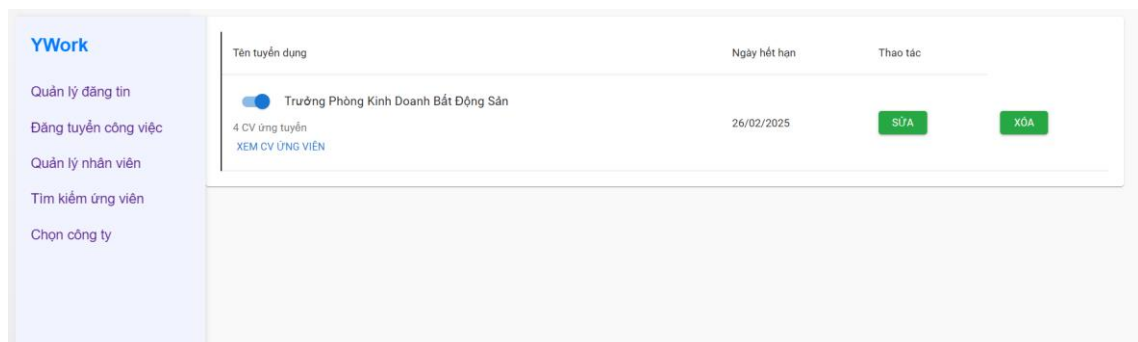 YWork
Quản lý đăng tin
Đăng tuyển công việc
Quản lý nhân viên
Tìm kiếm ứng viên
Chọn công ty
Tên tuyển dụng Ngày hết hạn Thao tác
Trưởng Phòng Kinh Doanh Bất Động Sản
4 CV ứng tuyển
XEM CV ỨNG VIÊN
26/02/2025
SỬA
XÓA